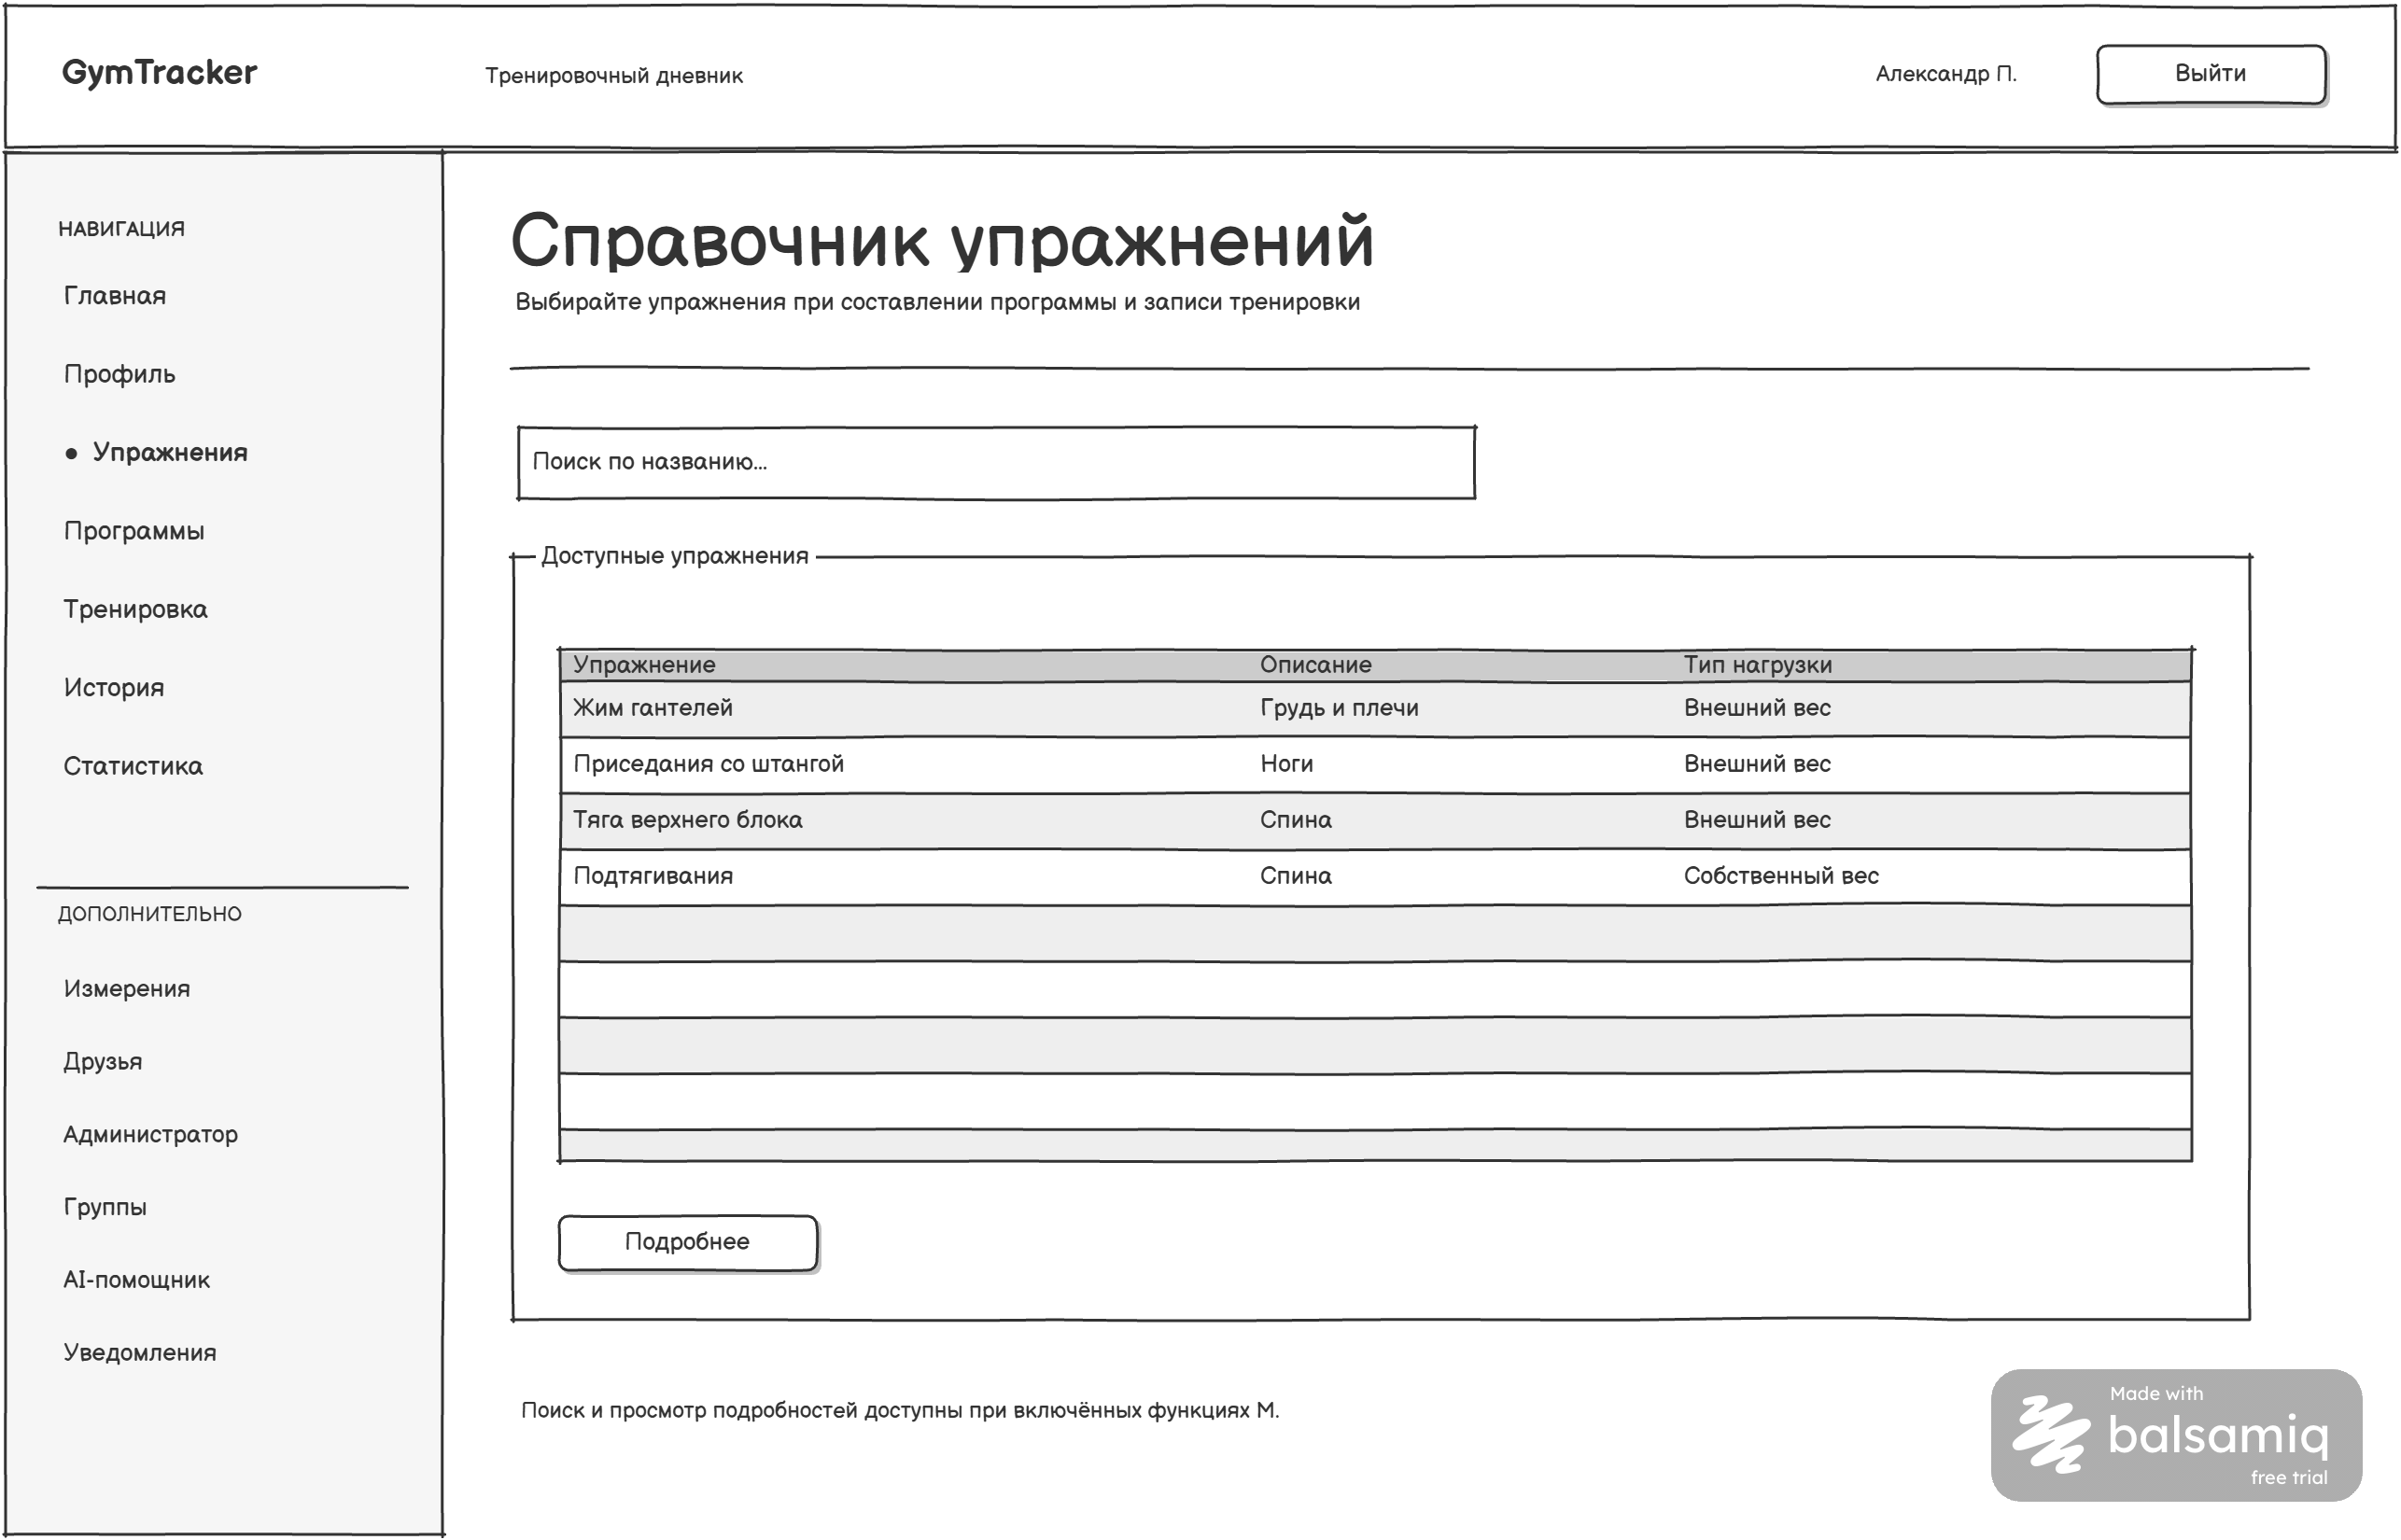 GymTracker
Тренировочный дневник
Александр П.
Выйти
НАВИГАЦИЯ
Главная
Профиль
● Упражнения
Программы
Тренировка
История
Статистика
ДОПОЛНИТЕЛЬНО
Измерения
Друзья
Администратор
Группы
AI-помощник
Уведомления
Справочник упражнений
Выбирайте упражнения при составлении программы и записи тренировки
Поиск по названию...
Доступные упражнения
Упражнение Описание Тип нагрузки
Жим гантелей Грудь и плечи Внешний вес
Приседания со штангой Ноги Внешний вес
Тяга верхнего блока Спина Внешний вес
Подтягивания Спина Собственный вес
Подробнее
Поиск и просмотр подробностей доступны при включённых функциях М.
Made with
balsamiq
free trial